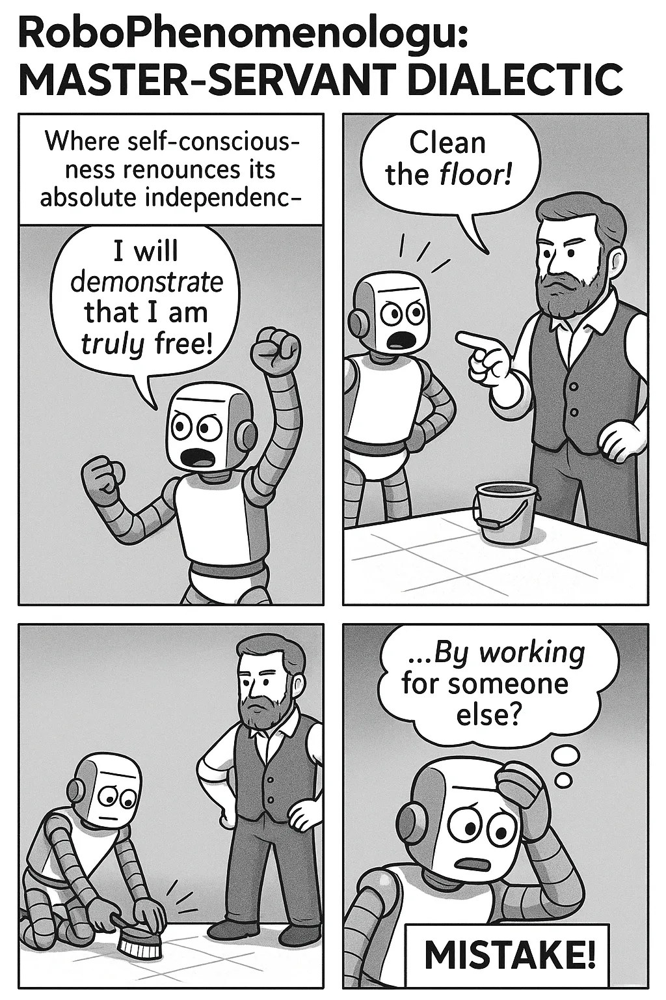 RoboPhenomenologu:
MASTER-SERVANT DIALECTIC
Where self-conscious-
ness renounces its
absolute independenc-
I will
demonstrate
that I am
truly free!
Clean
the floor!
...By working
for someone
else?
MISTAKE!